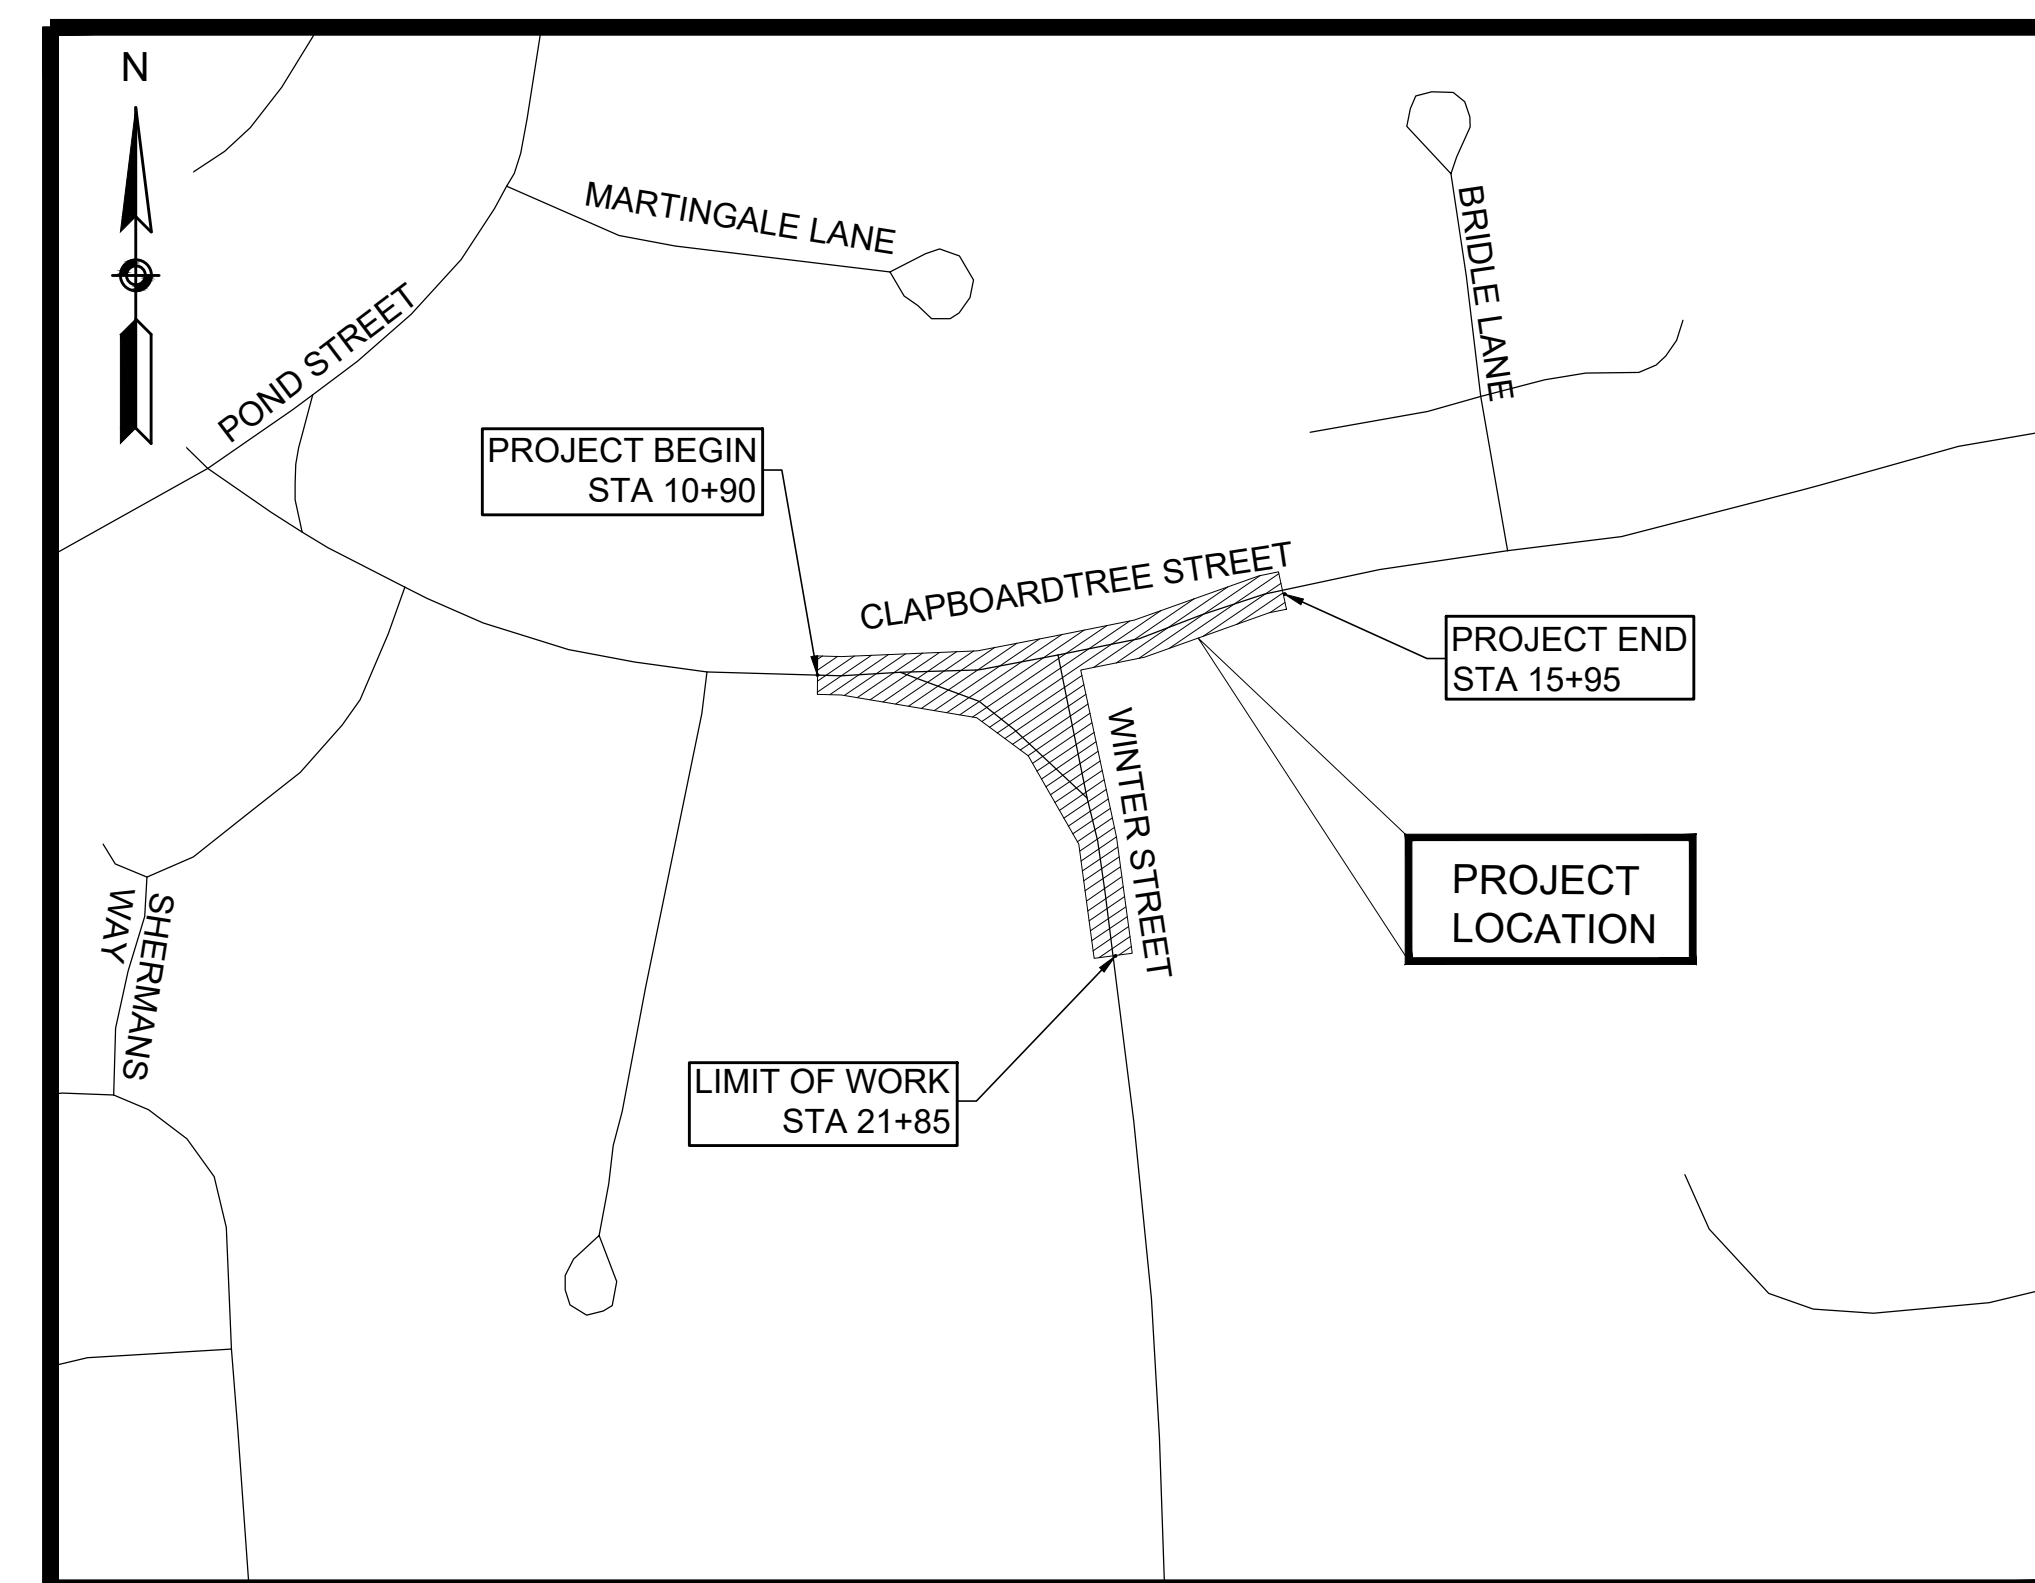 N
MARTINGALE LANE
BRIDLE LANE
POND STREET
PROJECT BEGIN
STA 10+90
CLAPBOARDTREE STREET
PROJECT END
STA 15+95
WINTER STREET
PROJECT
LOCATION
SHERMANS
WAY
LIMIT OF WORK
STA 21+85